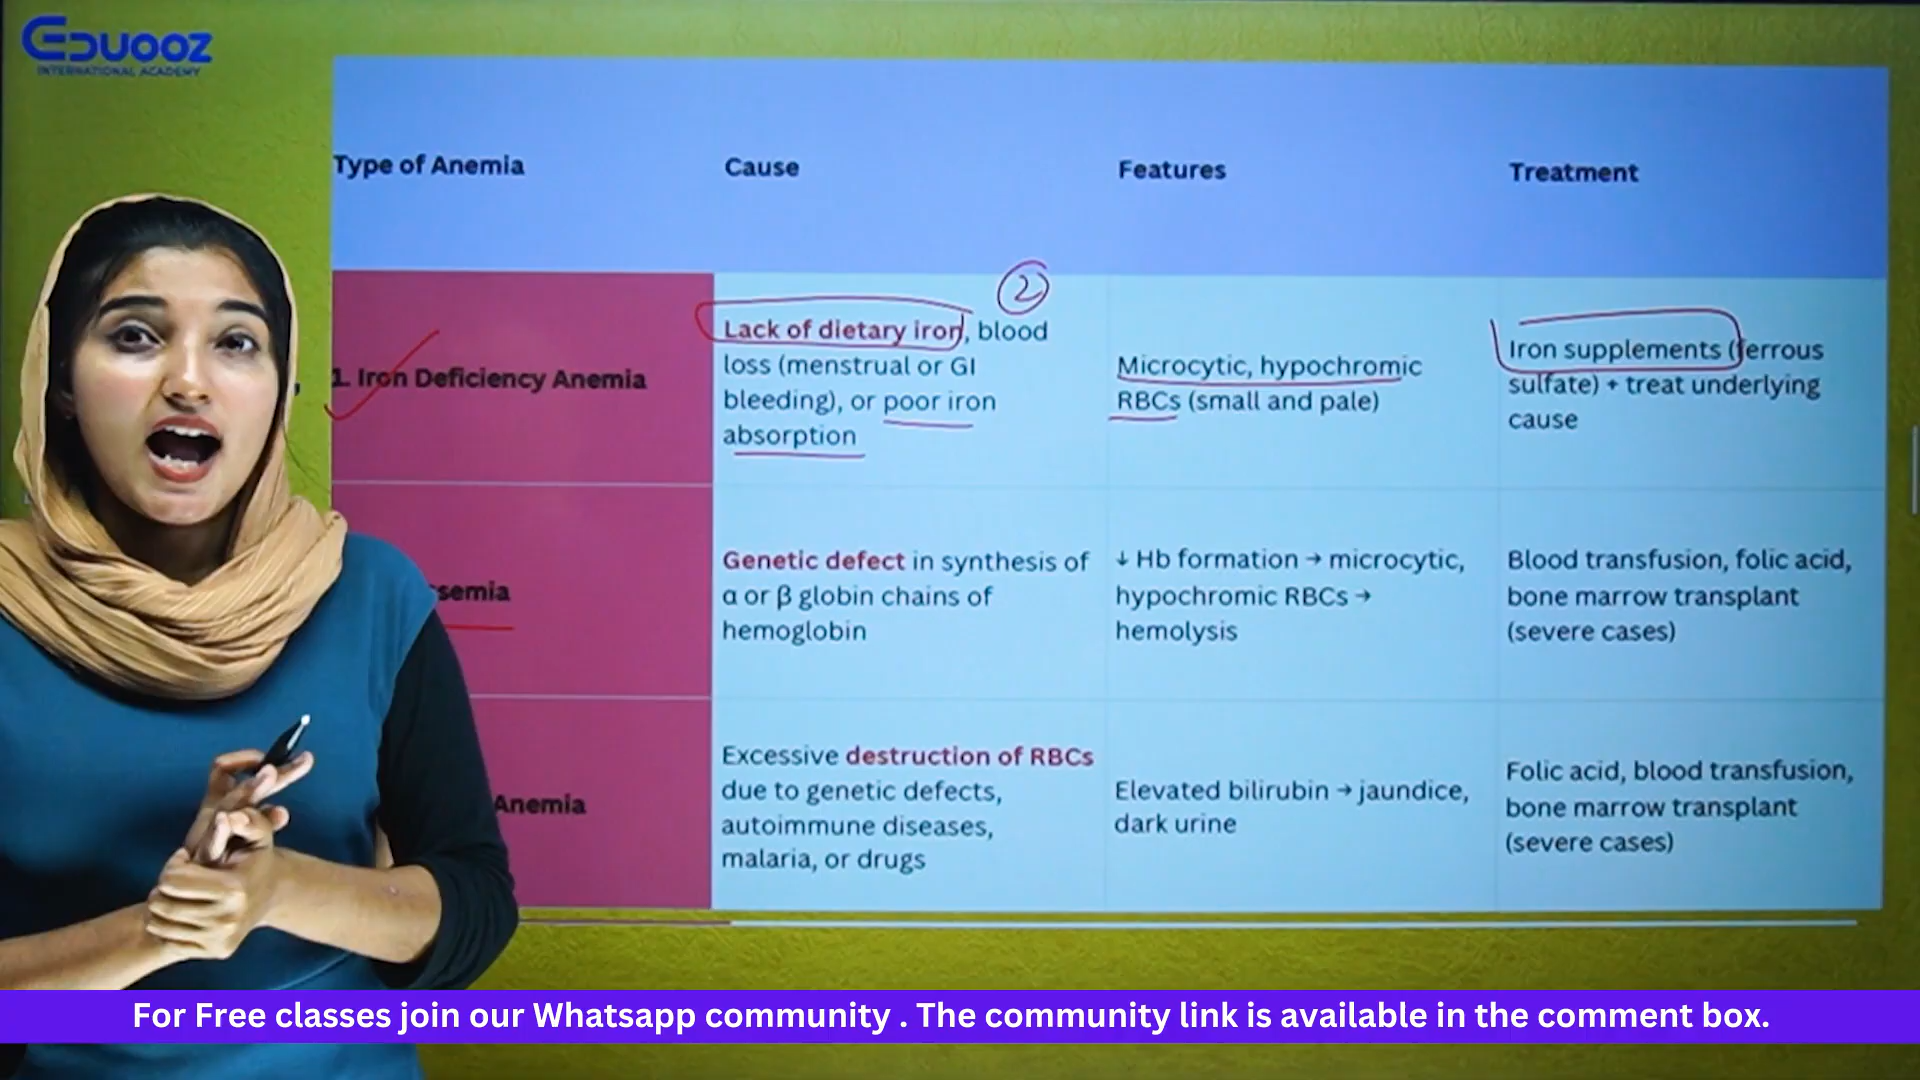 EDUOOZ
INTERNATIONAL ACADEMY
Type of Anemia
Cause
Features
Treatment
2
1. Iron Deficiency Anemia
Lack of dietary iron, blood
loss (menstrual or GI
bleeding), or poor iron
absorption
Microcytic, hypochromic
RBCs (small and pale)
Iron supplements (ferrous
sulfate) + treat underlying
cause
semia
Genetic defect in synthesis of
α or β globin chains of
hemoglobin
↓ Hb formation → microcytic,
hypochromic RBCs →
hemolysis
Blood transfusion, folic acid,
bone marrow transplant
(severe cases)
Anemia
Excessive destruction of RBCs
due to genetic defects,
autoimmune diseases,
malaria, or drugs
Elevated bilirubin → jaundice,
dark urine
Folic acid, blood transfusion,
bone marrow transplant
(severe cases)
For Free classes join our Whatsapp community . The community link is available in the comment box.